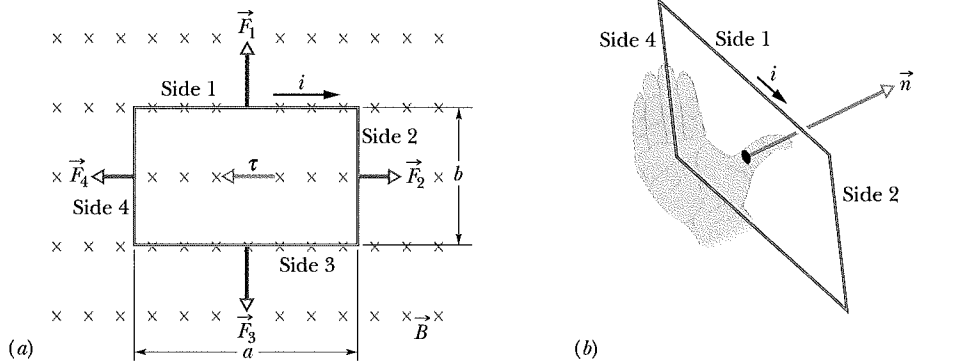 F₁
Side 1
i
Side 2
F₄
τ
F₂
b
Side 4
Side 3
F₃
B
a
(a)
Side 4
Side 1
i
n
Side 2
(b)